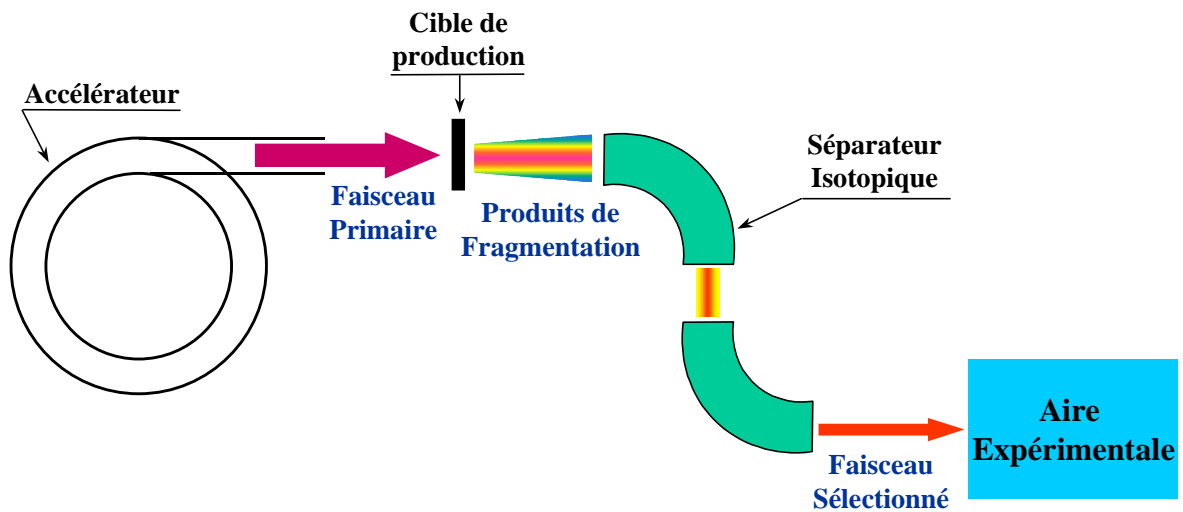 Cible de
production
Accélérateur
Séparateur
Isotopique
Faisceau
Primaire
Produits de
Fragmentation
Aire
Expérimentale
Faisceau
Sélectionné